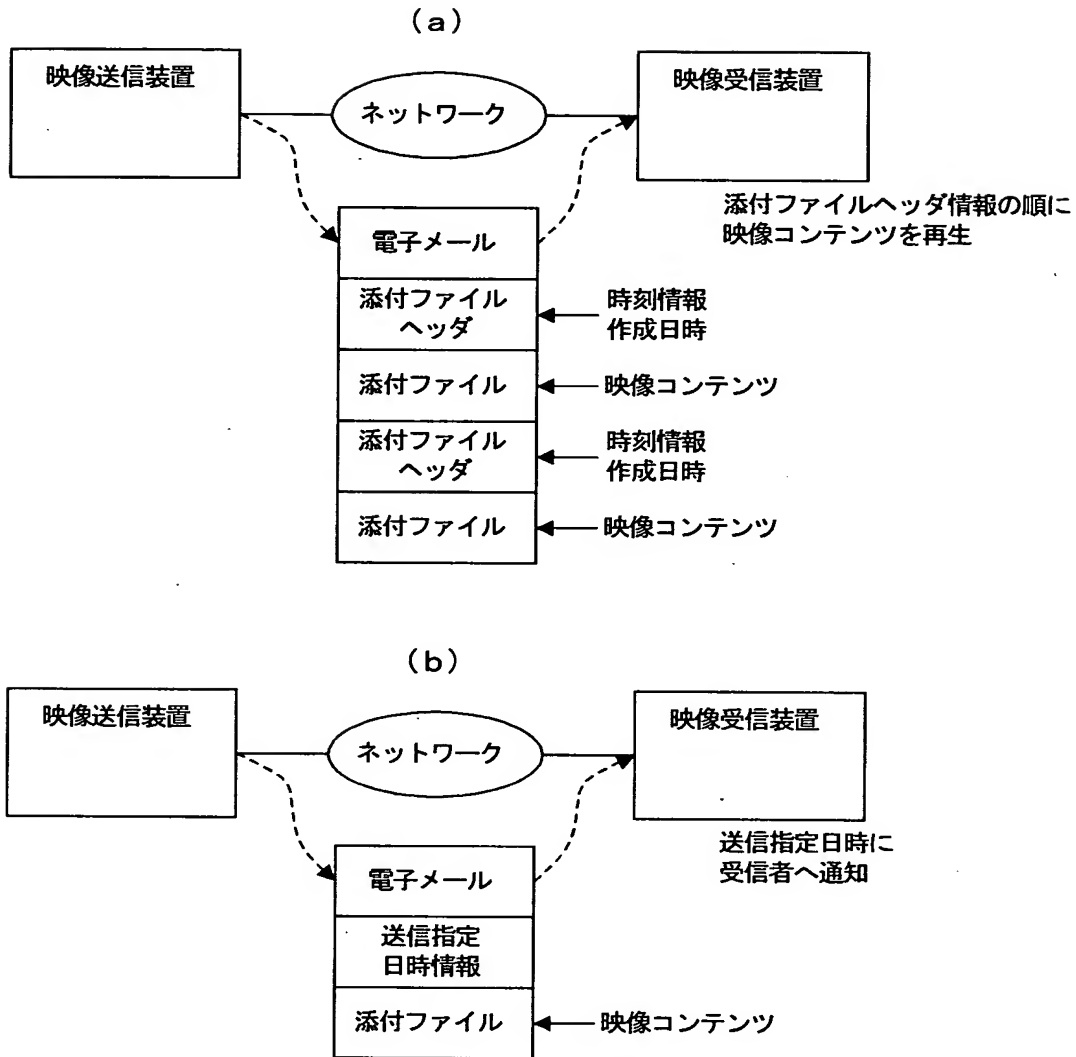 (a)
映像送信装置
ネットワーク
映像受信装置
添付ファイルヘッダ情報の順に
映像コンテンツを再生
電子メール
添付ファイル
ヘッダ
時刻情報
作成日時
添付ファイル
映像コンテンツ
添付ファイル
ヘッダ
時刻情報
作成日時
添付ファイル
映像コンテンツ
(b)
映像送信装置
ネットワーク
映像受信装置
送信指定日時に
受信者へ通知
電子メール
送信指定
日時情報
添付ファイル
映像コンテンツ